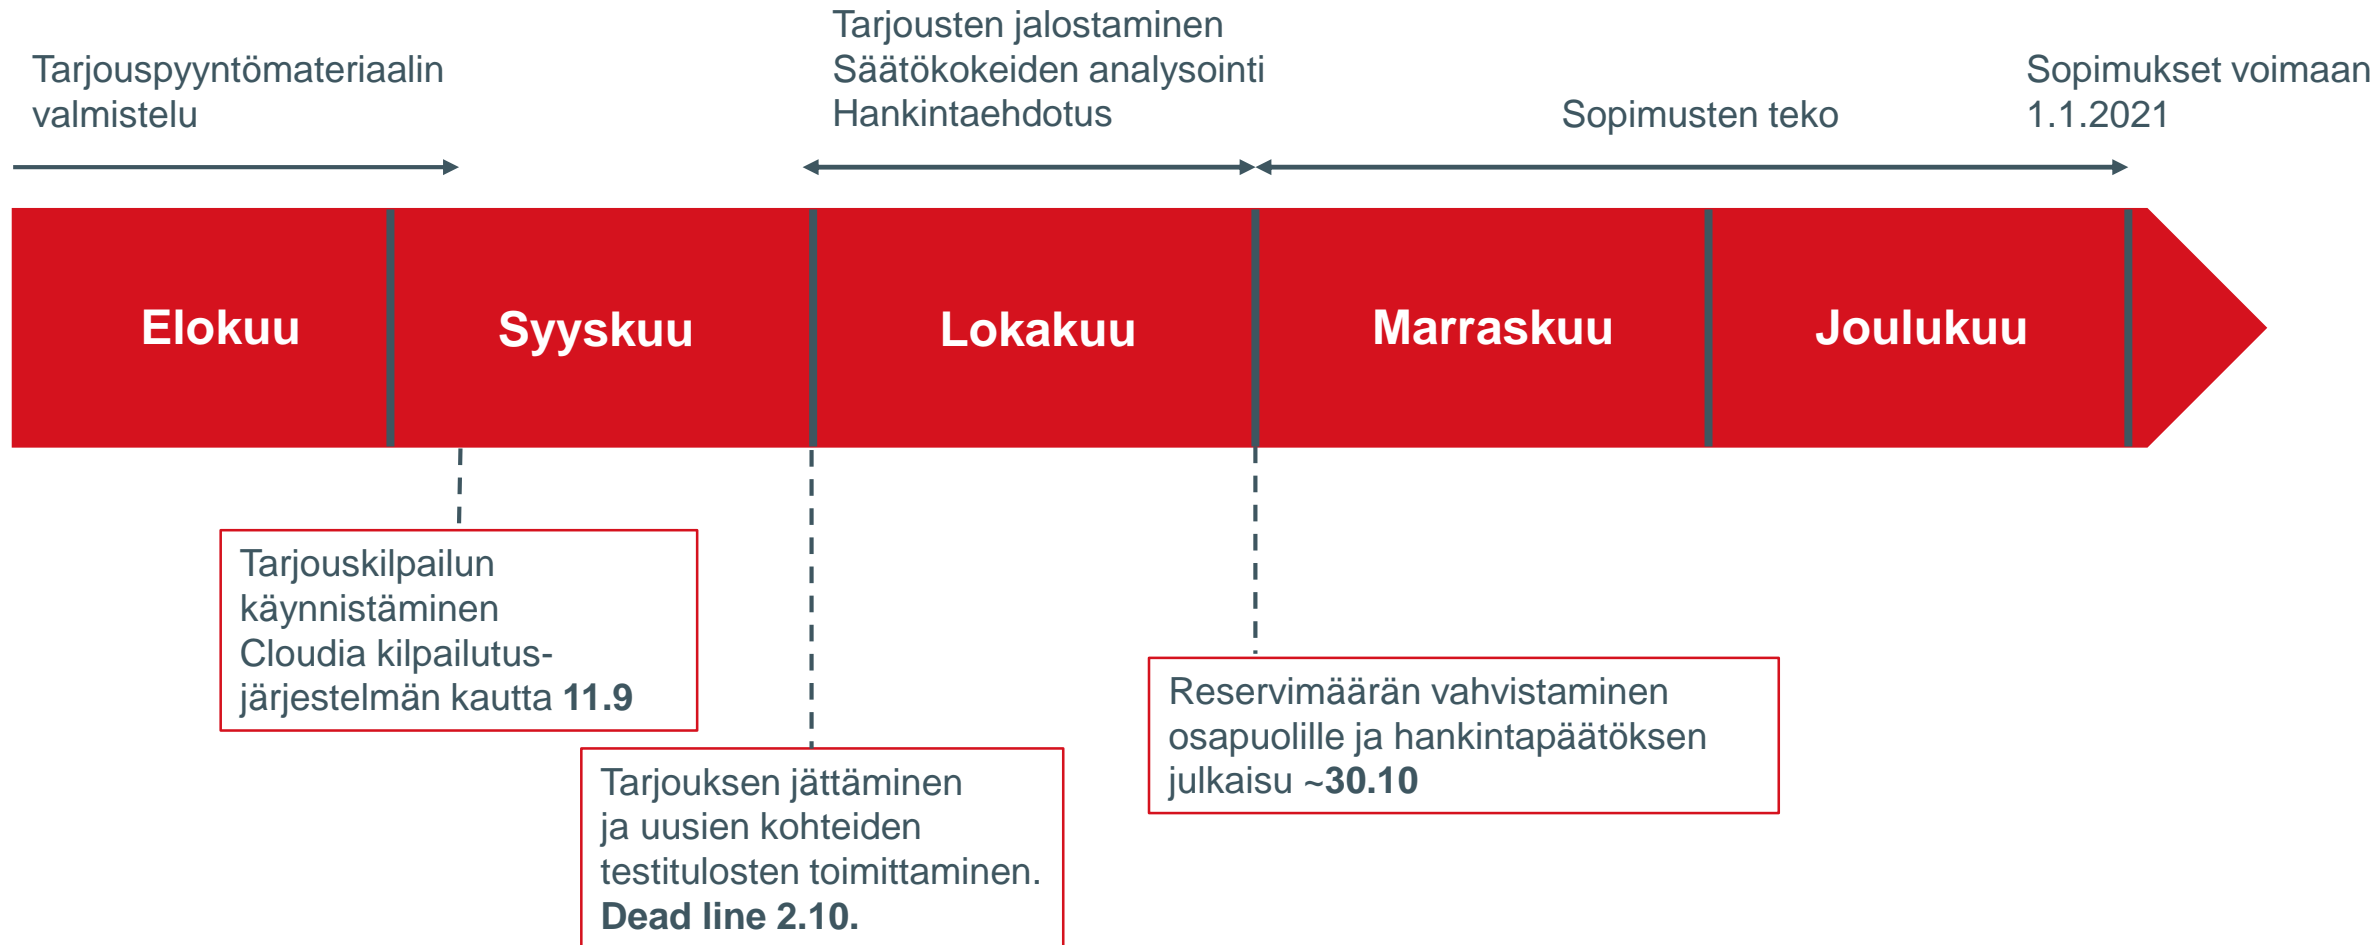 Tarjouspyyntömateriaalin
valmistelu
Tarjousten jalostaminen
Säätökokeiden analysointi
Hankintaehdotus
Sopimusten teko
Sopimukset voimaan
1.1.2021
Elokuu
Syyskuu
Lokakuu
Marraskuu
Joulukuu
Tarjouskilpailun
käynnistäminen
Cloudia kilpailutus-
järjestelmän kautta 11.9
Tarjouksen jättäminen
ja uusien kohteiden
testitulosten toimittaminen.
Dead line 2.10.
Reservimäärän vahvistaminen
osapuolille ja hankintapäätöksen
julkaisu ~30.10